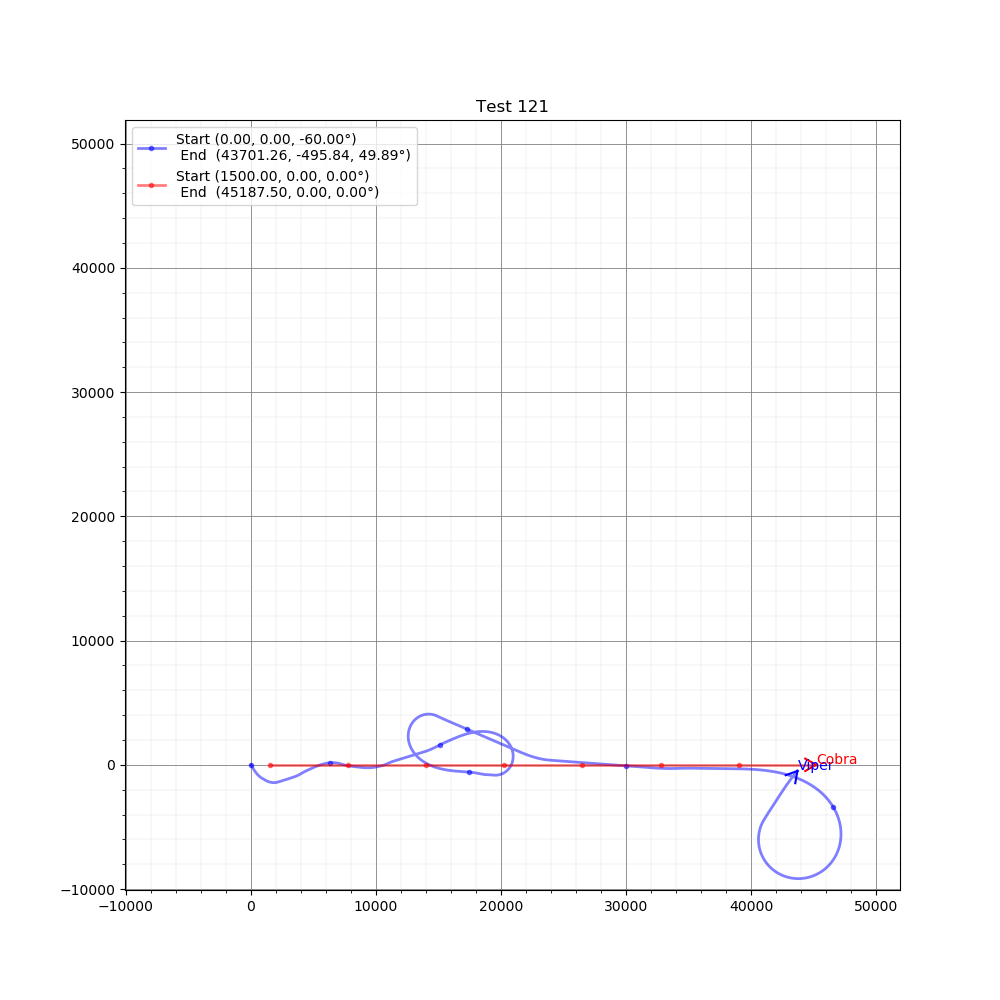 Test 121
Start (0.00, 0.00, -60.00°)
End  (43701.26, -495.84, 49.89°)
Start (1500.00, 0.00, 0.00°)
End  (45187.50, 0.00, 0.00°)
50000
40000
30000
20000
10000
0
−10000
Cobra
Viper
−10000
0
10000
20000
30000
40000
50000